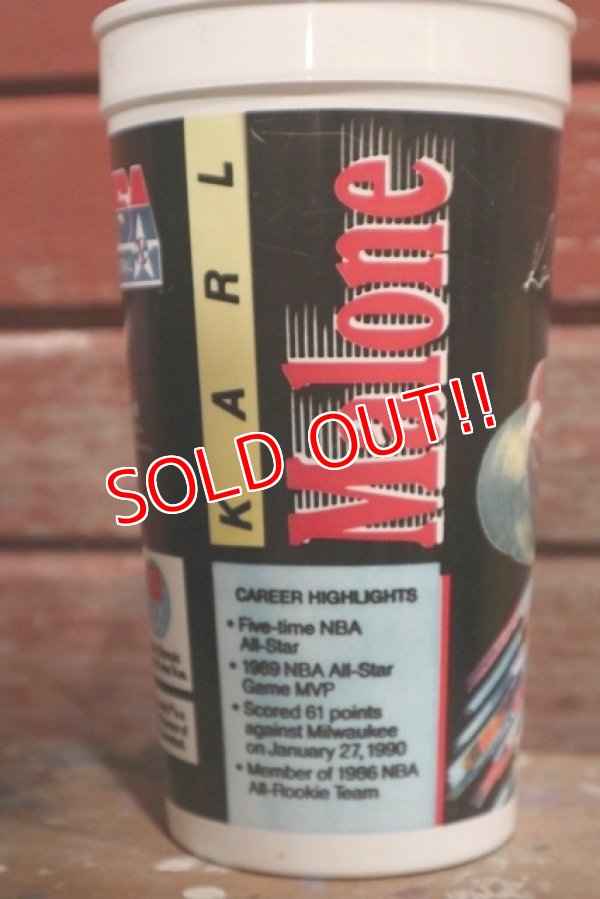 KARL
Malone
SOLD OUT!!
CAREER HIGHLIGHTS
• Five-time NBA
All-Star
• 1989 NBA All-Star
Game MVP
• Scored 61 points
against Milwaukee
on January 27, 1990
• Member of 1986 NBA
All-Rookie Team